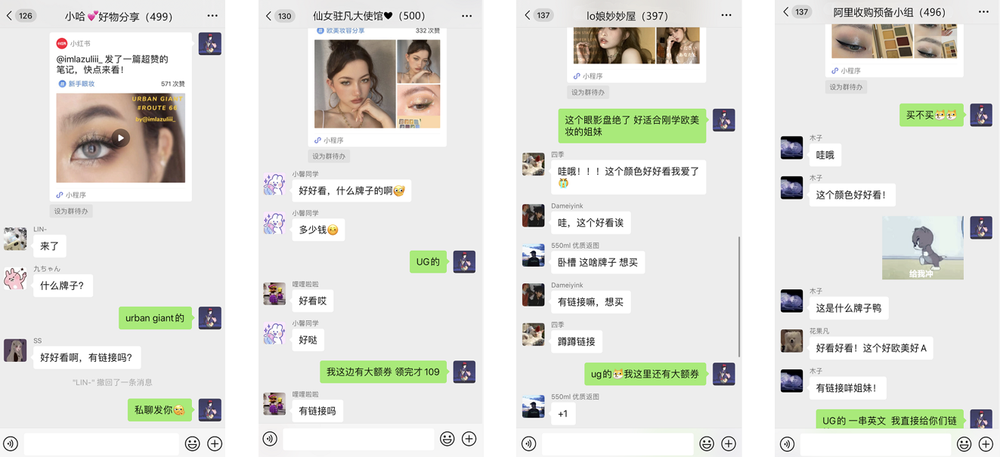 126
小哈💕好物分享（499）
小红书
@imlazuliii_ 发了一篇超赞的
笔记，快点来看！
新手眼妆
571 次赞
URBAN GIANT
#ROUTE 66
by@imlazuliii_
小程序
设为群待办
LIN-
来了
九ちゃん
什么牌子?
urban giant的
SS
好好看啊，有链接吗?
"LIN-" 撤回了一条消息
私聊发你
130
仙女驻凡大使馆♥（500）
欧美妆容分享
332 次赞
小程序
设为群待办
小馨同学
好好看，什么牌子的啊
小馨同学
多少钱
UG的
哩哩啦啦
好看哎
小馨同学
好哒
我这边有大额券 领完才109
哩哩啦啦
有链接吗
137
lo娘妙妙屋（397）
小程序
设为群待办
这个眼影盘绝了 好适合刚学欧美
妆的姐妹
四季
哇哦！！！这个颜色好好看我爱了
😭
Dameiyink
哇，这个好看诶
550ml 优质返图
卧槽 这啥牌子 想买
Dameiyink
有链接嘛，想买
四季
蹲蹲链接
ug的我这里还有大额券
550ml 优质返图
+1
137
阿里收购预备小组（496）
小程序
设为群待办
买不买
木子
哇哦
木子
这个颜色好好看！
给我冲
木子
这是什么牌子鸭
花果凡
好看好看！这个好欧美好A
木子
有链接咩姐妹！
UG的 一串英文 我直接给你们链